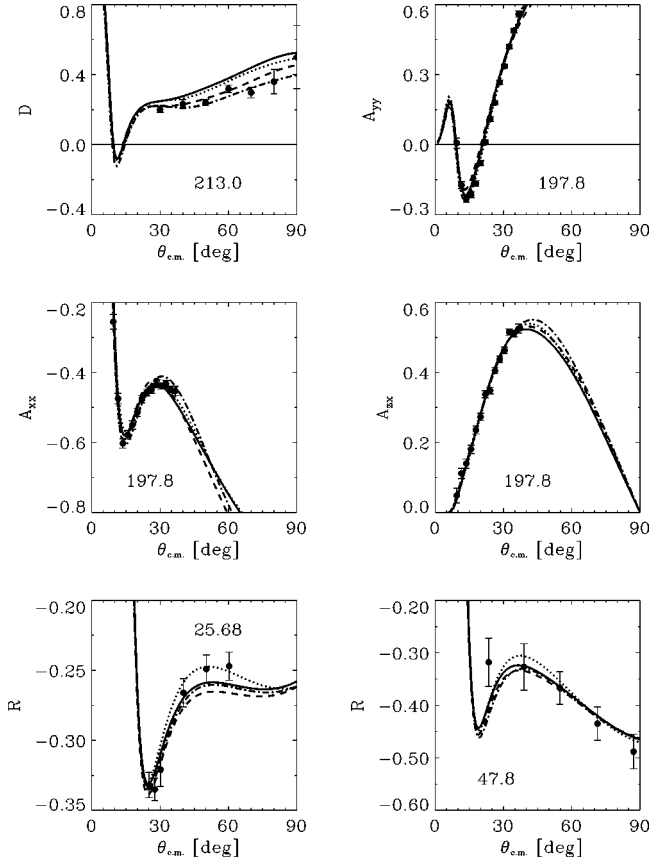 0.8
0.4
0.0
−0.4
D
213.0
0 30 60 90
θc.m. [deg]
0.6
0.3
0.0
−0.3
Ayy
197.8
0 30 60 90
θc.m. [deg]
−0.2
−0.4
−0.6
−0.8
Axx
197.8
0 30 60 90
θc.m. [deg]
0.6
0.4
0.2
0.0
Azx
197.8
0 30 60 90
θc.m. [deg]
−0.20
−0.25
−0.30
−0.35
R
25.68
0 30 60 90
θc.m. [deg]
−0.20
−0.30
−0.40
−0.50
−0.60
R
47.8
0 30 60 90
θc.m. [deg]